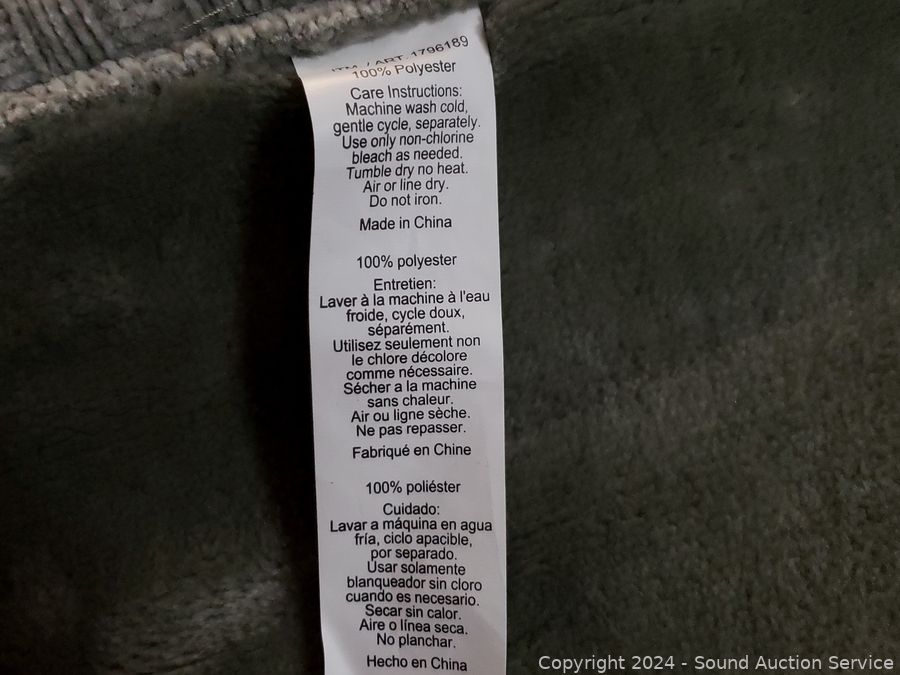 ITM. / ART. 1796189
100% Polyester
Care Instructions:
Machine wash cold,
gentle cycle, separately.
Use only non-chlorine
bleach as needed.
Tumble dry no heat.
Air or line dry.
Do not iron.
Made in China
100% polyester
Entretien:
Laver à la machine à l'eau
froide, cycle doux,
séparément.
Utilisez seulement non
le chlore décolore
comme nécessaire.
Sécher a la machine
sans chaleur.
Air ou ligne sèche.
Ne pas repasser.
Fabriqué en Chine
100% poliéster
Cuidado:
Lavar a máquina en agua
fría, ciclo apacible,
por separado.
Usar solamente
blanqueador sin cloro
cuando es necesario.
Secar sin calor.
Aire o línea seca.
No planchar.
Hecho en China
Copyright 2024 - Sound Auction Service